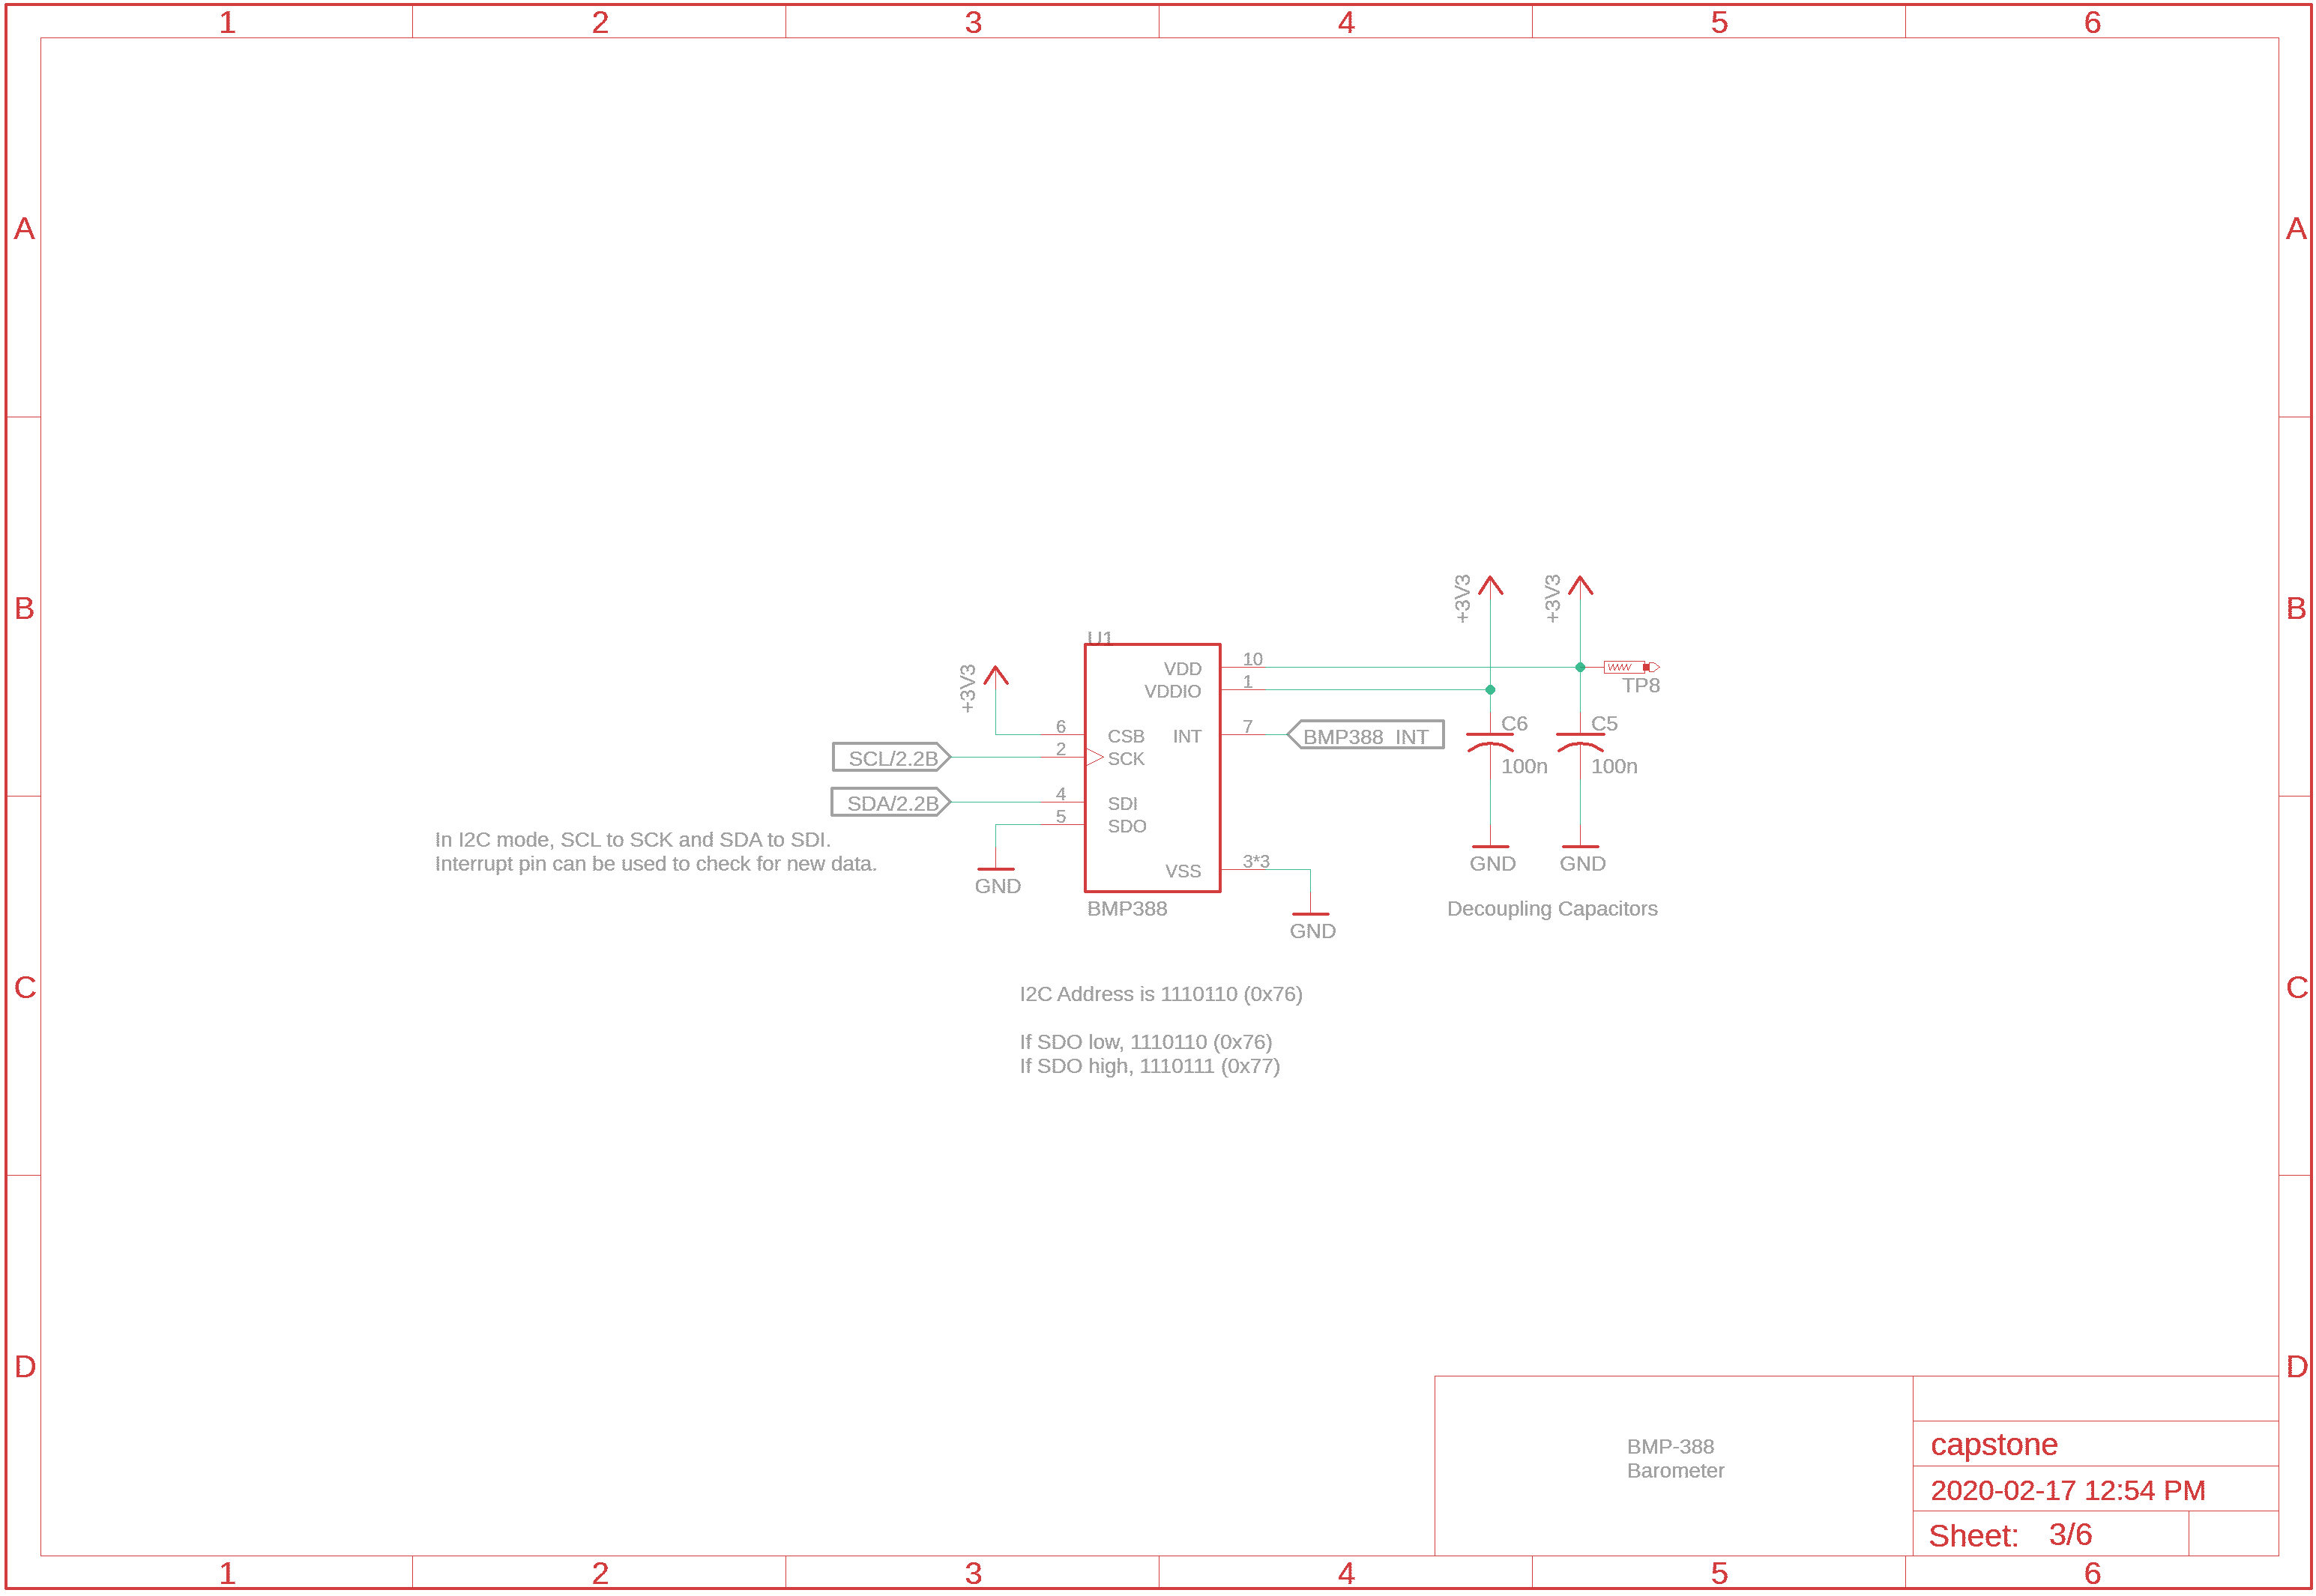 1 2 3 4 5 6
A A
B B
C C
D D
+3V3
+3V3
+3V3
U1
VDD 10
VDDIO 1
TP8
6 CSB
INT 7
BMP388_INT
2 SCK
SCL/2.2B
4 SDI
SDA/2.2B
5 SDO
VSS 3*3
C6
100n
C5
100n
GND
GND
GND
GND
BMP388
Decoupling Capacitors
In I2C mode, SCL to SCK and SDA to SDI.
Interrupt pin can be used to check for new data.
I2C Address is 1110110 (0x76)
If SDO low, 1110110 (0x76)
If SDO high, 1110111 (0x77)
BMP-388
Barometer
capstone
2020-02-17 12:54 PM
Sheet: 3/6
1 2 3 4 5 6